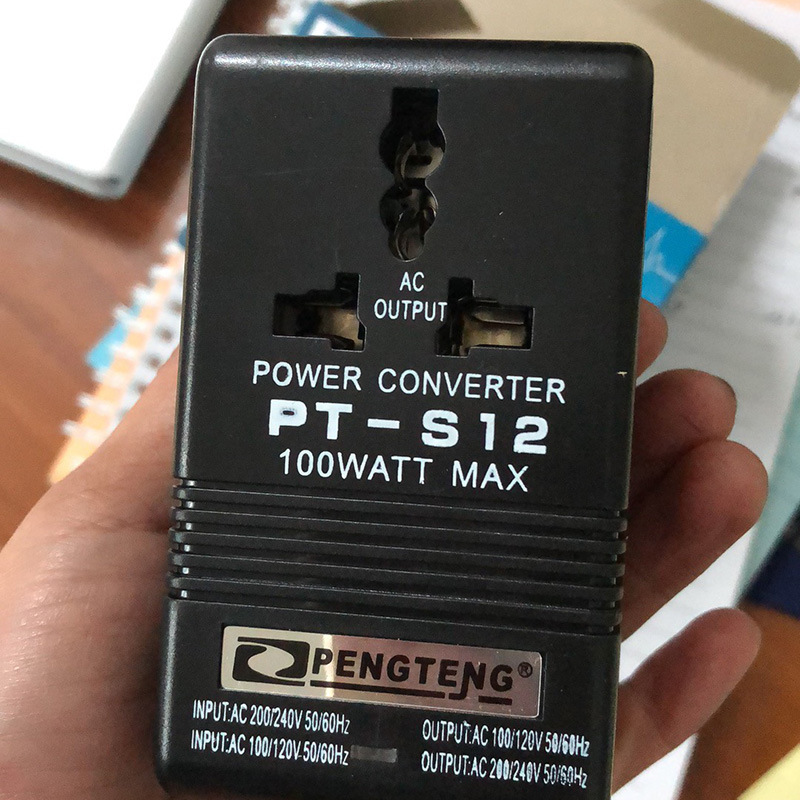 AC
OUTPUT
POWER CONVERTER
PT-S12
100WATT MAX
PENGTENG®
INPUT:AC 200/240V 50/60Hz OUTPUT:AC 100/120V 50/60Hz
INPUT:AC 100/120V 50/60Hz OUTPUT:AC 200/240V 50/60Hz